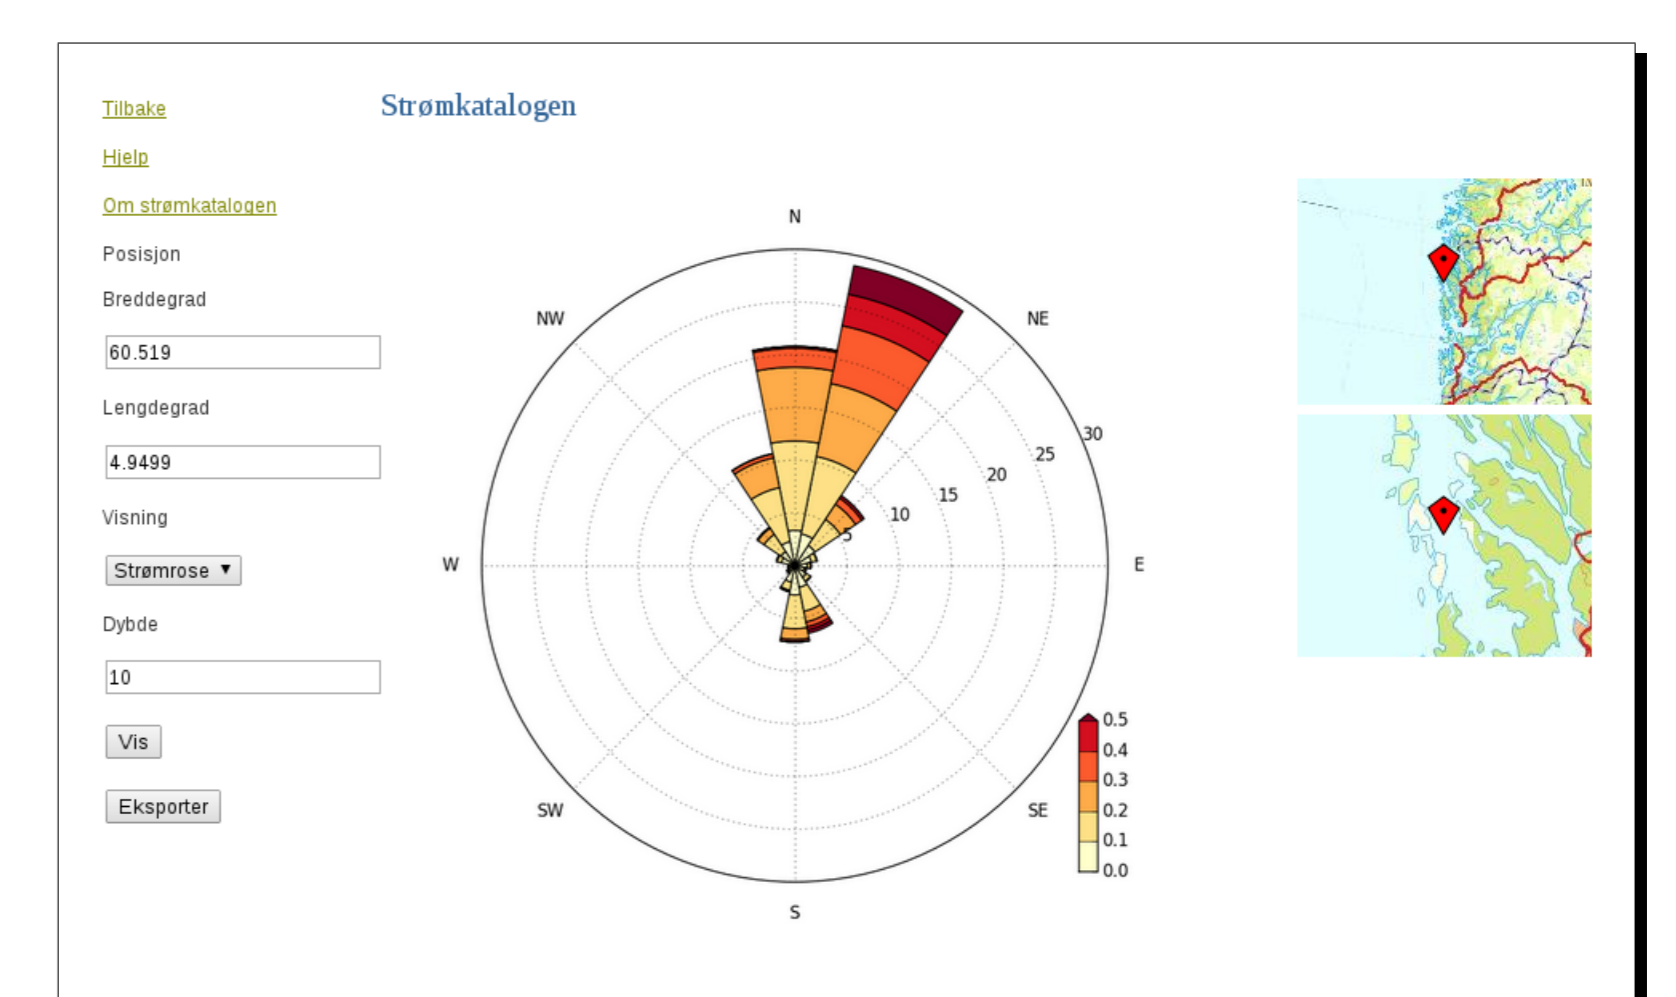 Tilbake
Strømkatalogen
Hjelp
Om strømkatalogen
Posisjon
Breddegrad
60.519
Lengdegrad
4.9499
Visning
Strømrose ▼
Dybde
10
Vis
Eksporter
N
NW
NE
30
25
20
15
10
5
W
E
SW
SE
S
0.5
0.4
0.3
0.2
0.1
0.0